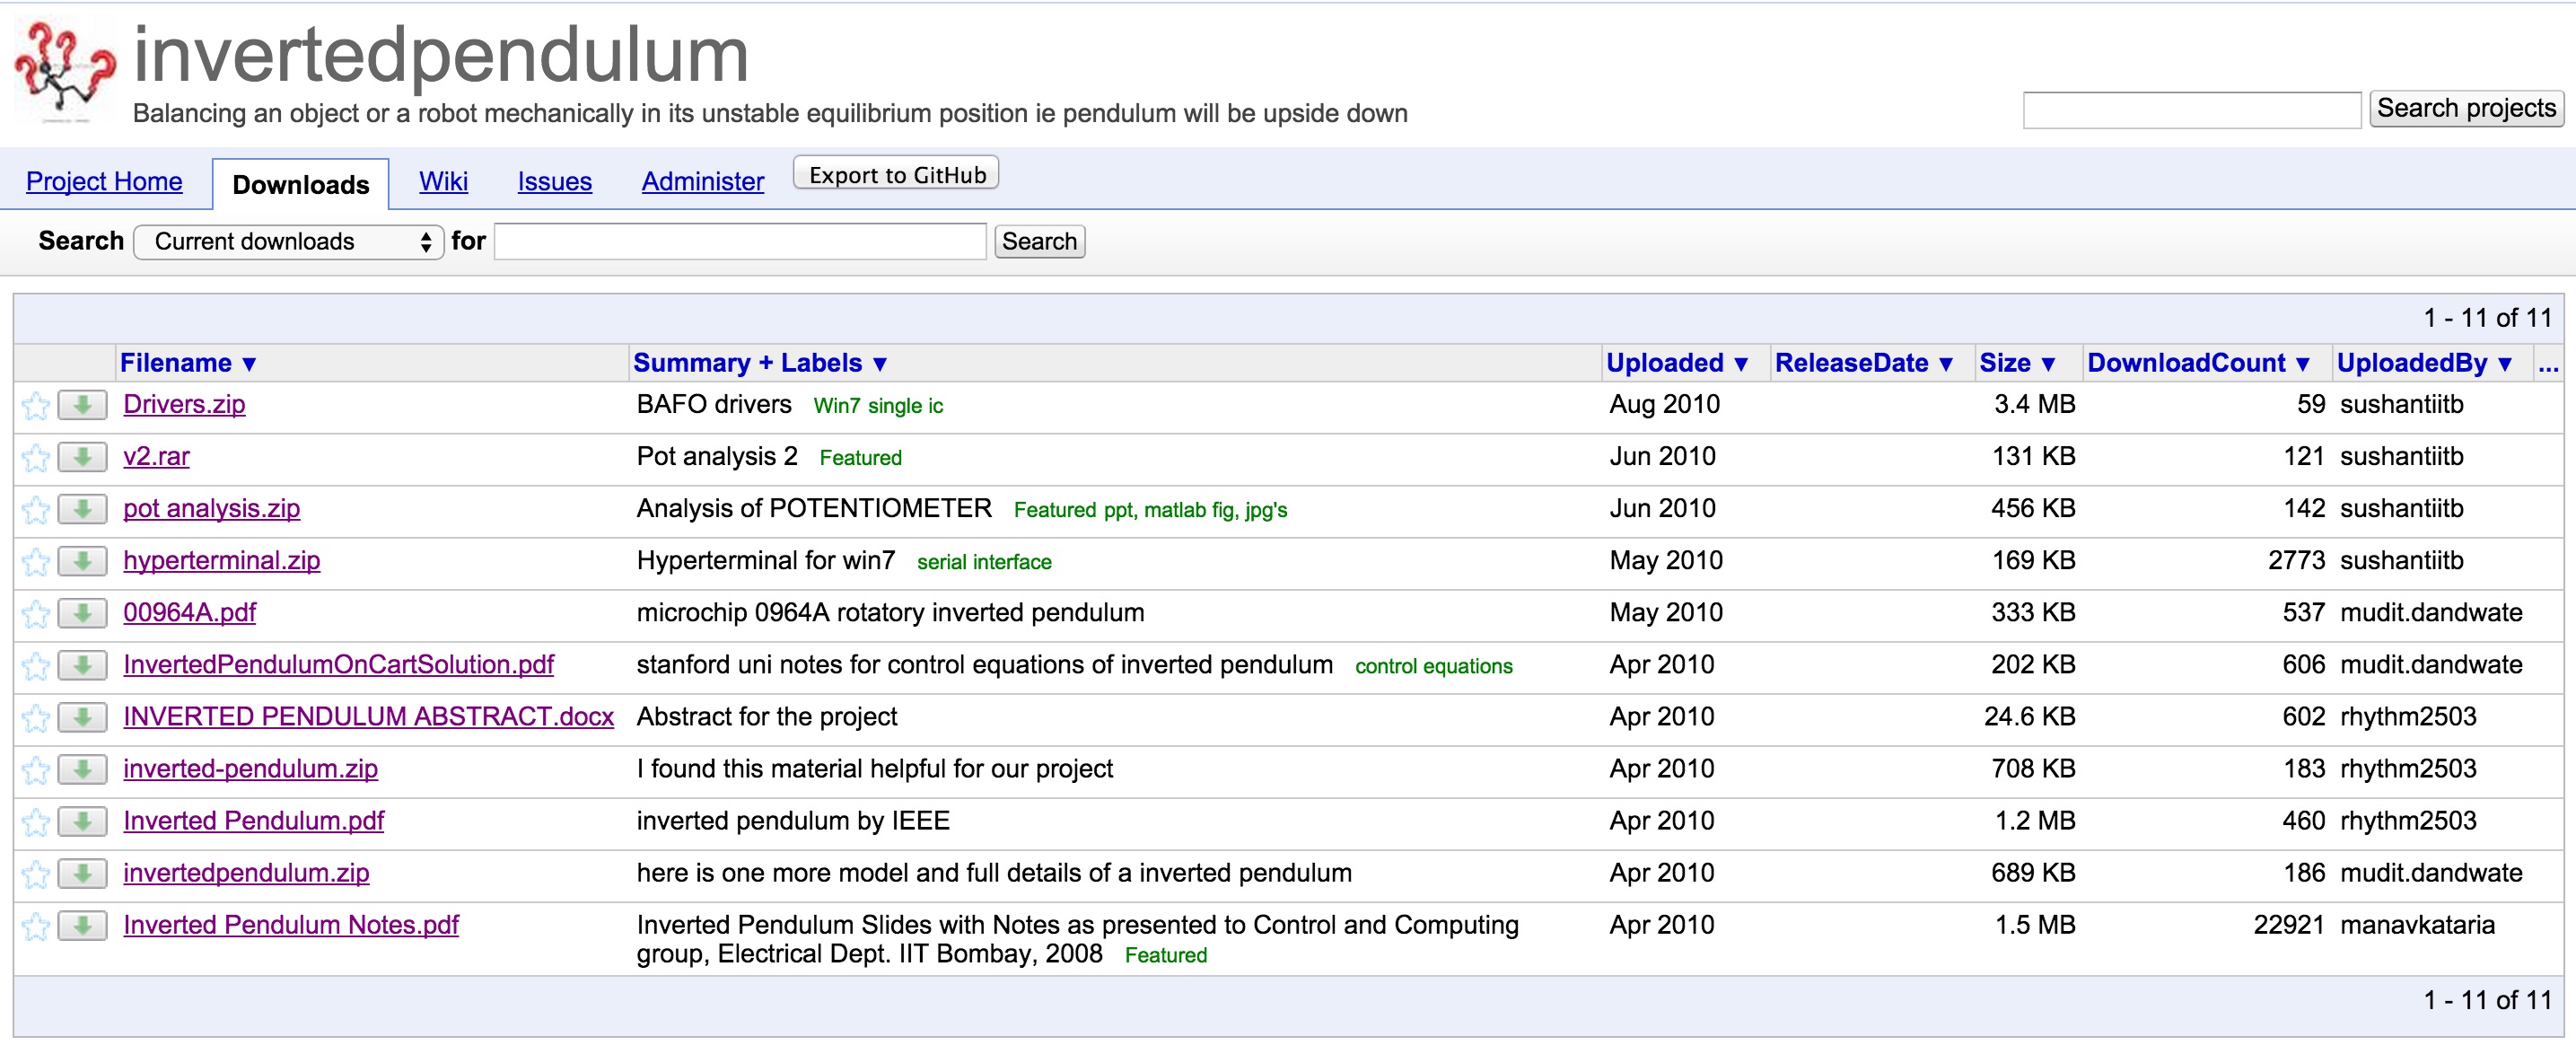 invertedpendulum
Balancing an object or a robot mechanically in its unstable equilibrium position ie pendulum will be upside down
Search projects
Project Home Downloads Wiki Issues Administer Export to GitHub
Search Current downloads for Search
1 - 11 of 11
Filename ▼ Summary + Labels ▼ Uploaded ▼ ReleaseDate ▼ Size ▼ DownloadCount ▼ UploadedBy ▼ ...
Drivers.zip BAFO drivers Win7 single ic Aug 2010 3.4 MB 59 sushantiitb
v2.rar Pot analysis 2 Featured Jun 2010 131 KB 121 sushantiitb
pot analysis.zip Analysis of POTENTIOMETER Featured ppt, matlab fig, jpg's Jun 2010 456 KB 142 sushantiitb
hyperterminal.zip Hyperterminal for win7 serial interface May 2010 169 KB 2773 sushantiitb
00964A.pdf microchip 0964A rotatory inverted pendulum May 2010 333 KB 537 mudit.dandwate
InvertedPendulumOnCartSolution.pdf stanford uni notes for control equations of inverted pendulum control equations Apr 2010 202 KB 606 mudit.dandwate
INVERTED PENDULUM ABSTRACT.docx Abstract for the project Apr 2010 24.6 KB 602 rhythm2503
inverted-pendulum.zip I found this material helpful for our project Apr 2010 708 KB 183 rhythm2503
Inverted Pendulum.pdf inverted pendulum by IEEE Apr 2010 1.2 MB 460 rhythm2503
invertedpendulum.zip here is one more model and full details of a inverted pendulum Apr 2010 689 KB 186 mudit.dandwate
Inverted Pendulum Notes.pdf Inverted Pendulum Slides with Notes as presented to Control and Computing Apr 2010 1.5 MB 22921 manavkataria
group, Electrical Dept. IIT Bombay, 2008 Featured
1 - 11 of 11